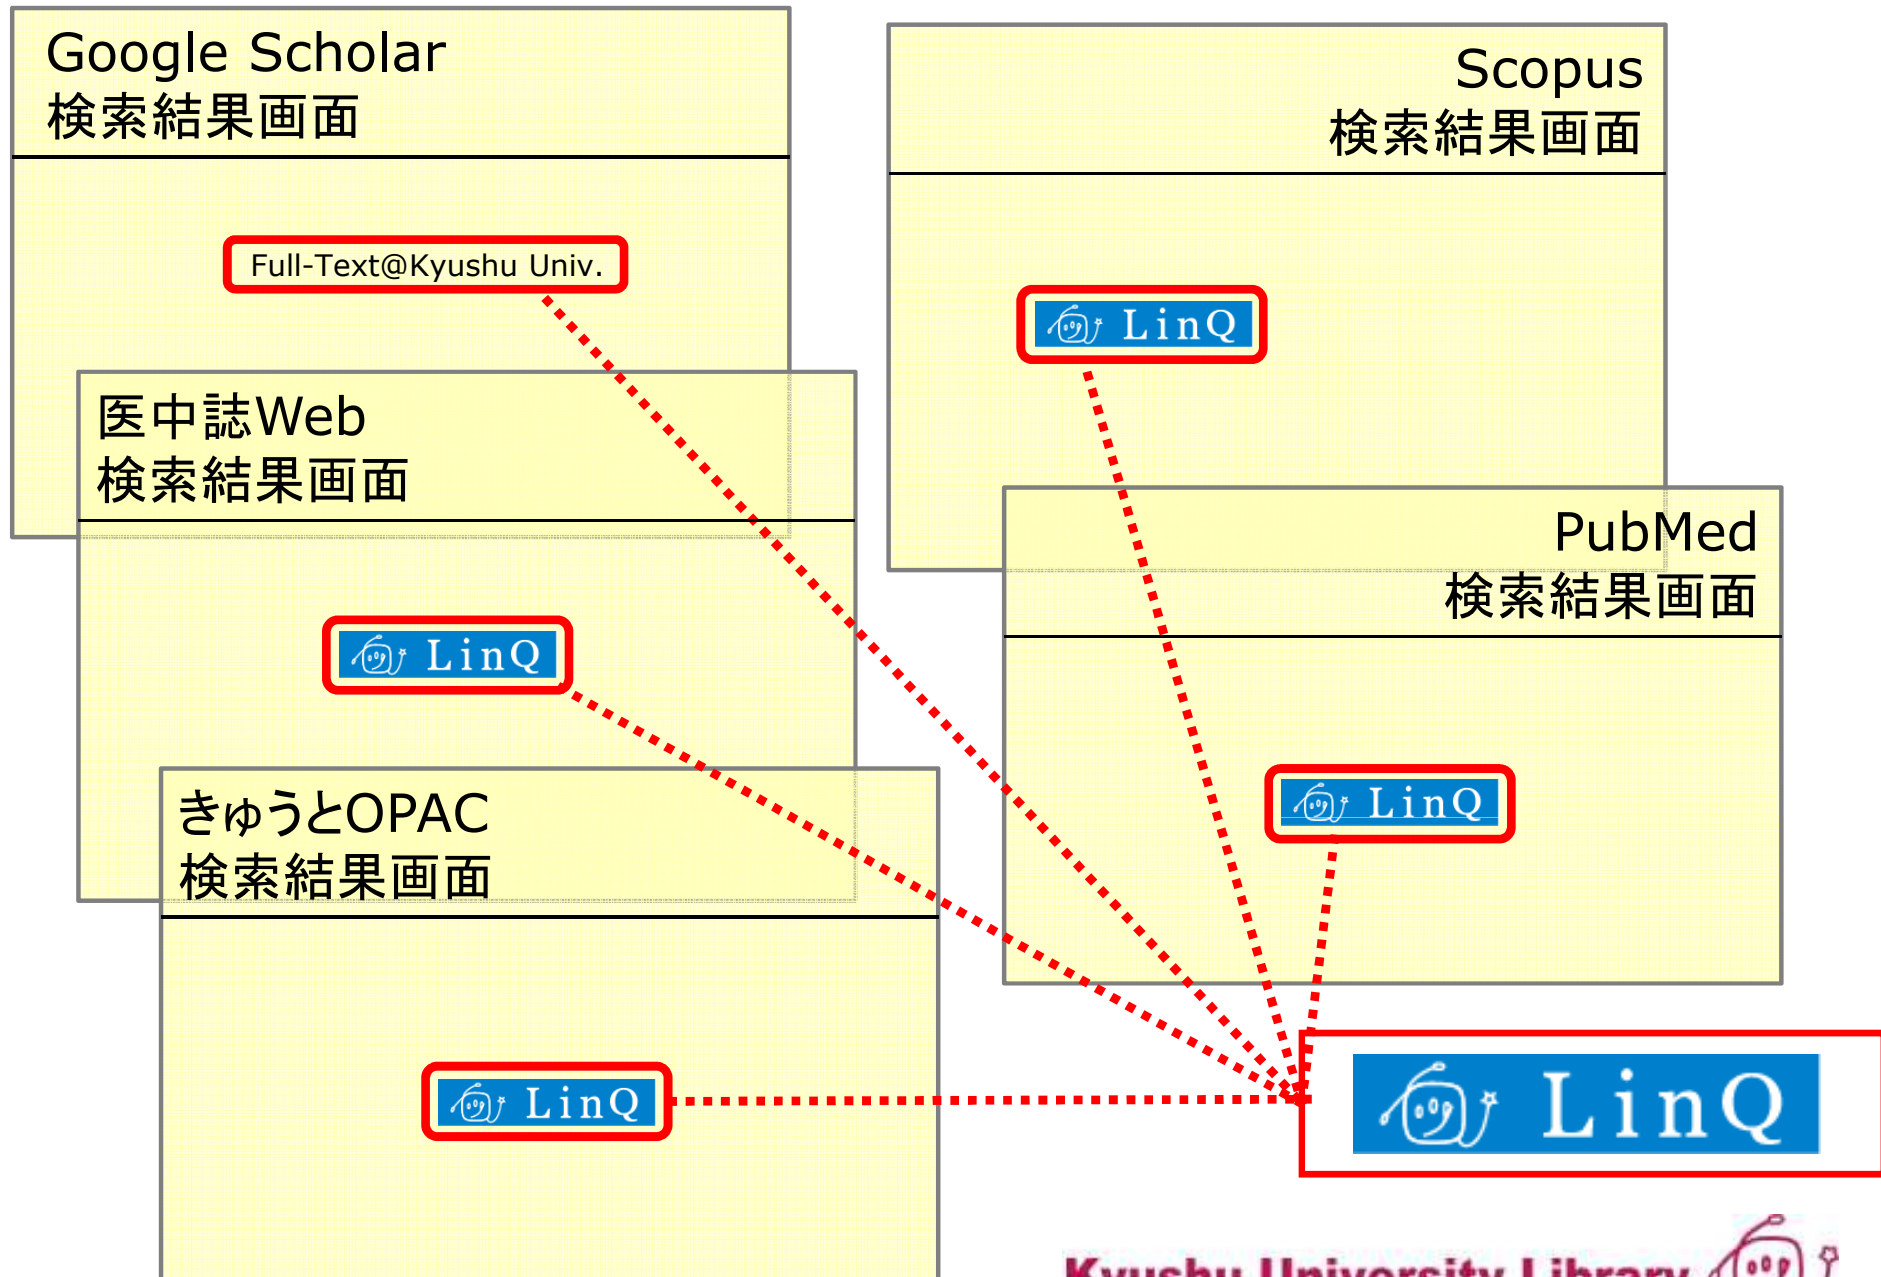 Google Scholar
検索結果画面
Full-Text@Kyushu Univ.
医中誌Web
検索結果画面
LinQ
きゅうとOPAC
検索結果画面
LinQ
Scopus
検索結果画面
LinQ
PubMed
検索結果画面
LinQ
LinQ
Kyushu University Library